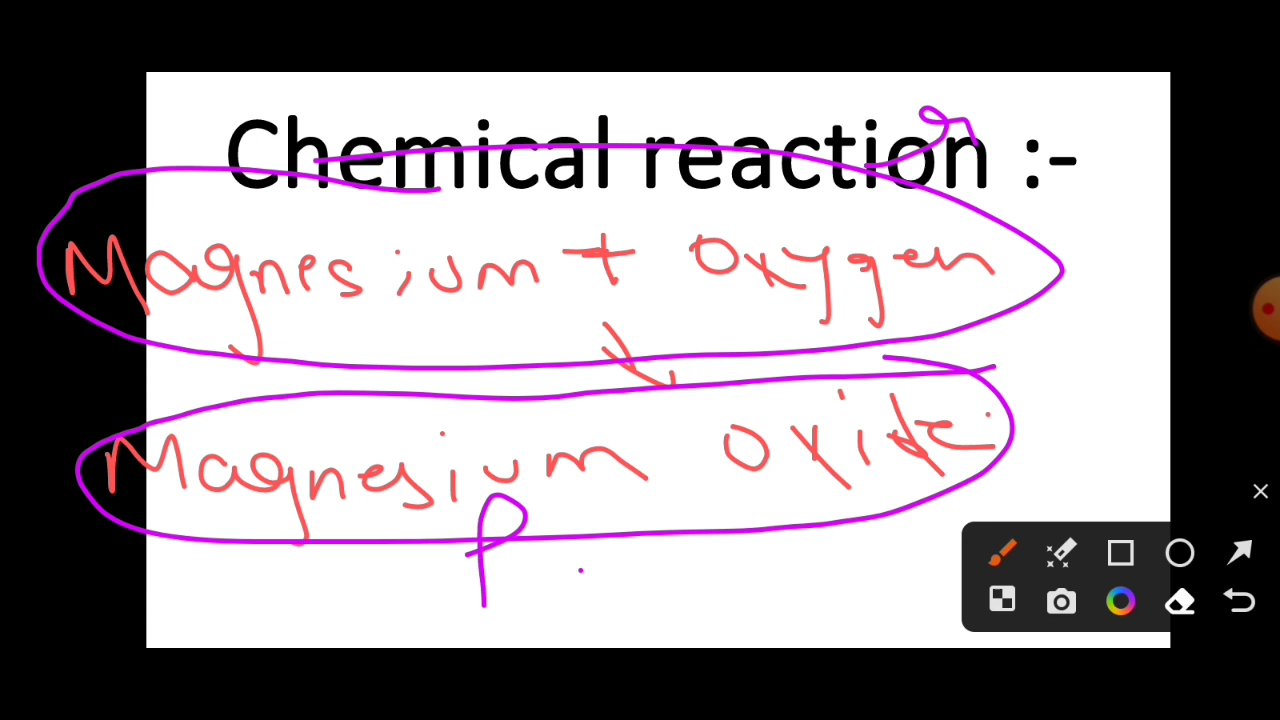 Chemical reaction :-
r
Magnesium + Oxygen
Magnesium Oxide
P